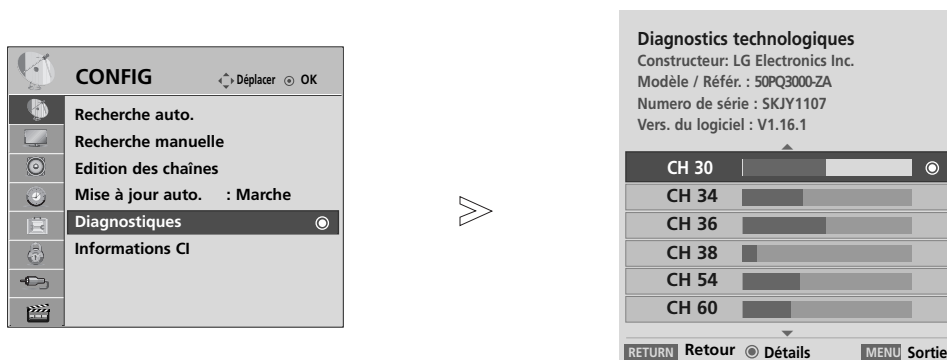 CONFIG
Déplacer OK
Recherche auto.
Recherche manuelle
Edition des chaînes
Mise à jour auto. : Marche
Diagnostiques
Informations CI
Diagnostics technologiques
Constructeur: LG Electronics Inc.
Modèle / Référ. : 50PQ3000-ZA
Numero de série : SKJY1107
Vers. du logiciel : V1.16.1
CH 30
CH 34
CH 36
CH 38
CH 54
CH 60
RETURN Retour Détails MENU Sortie